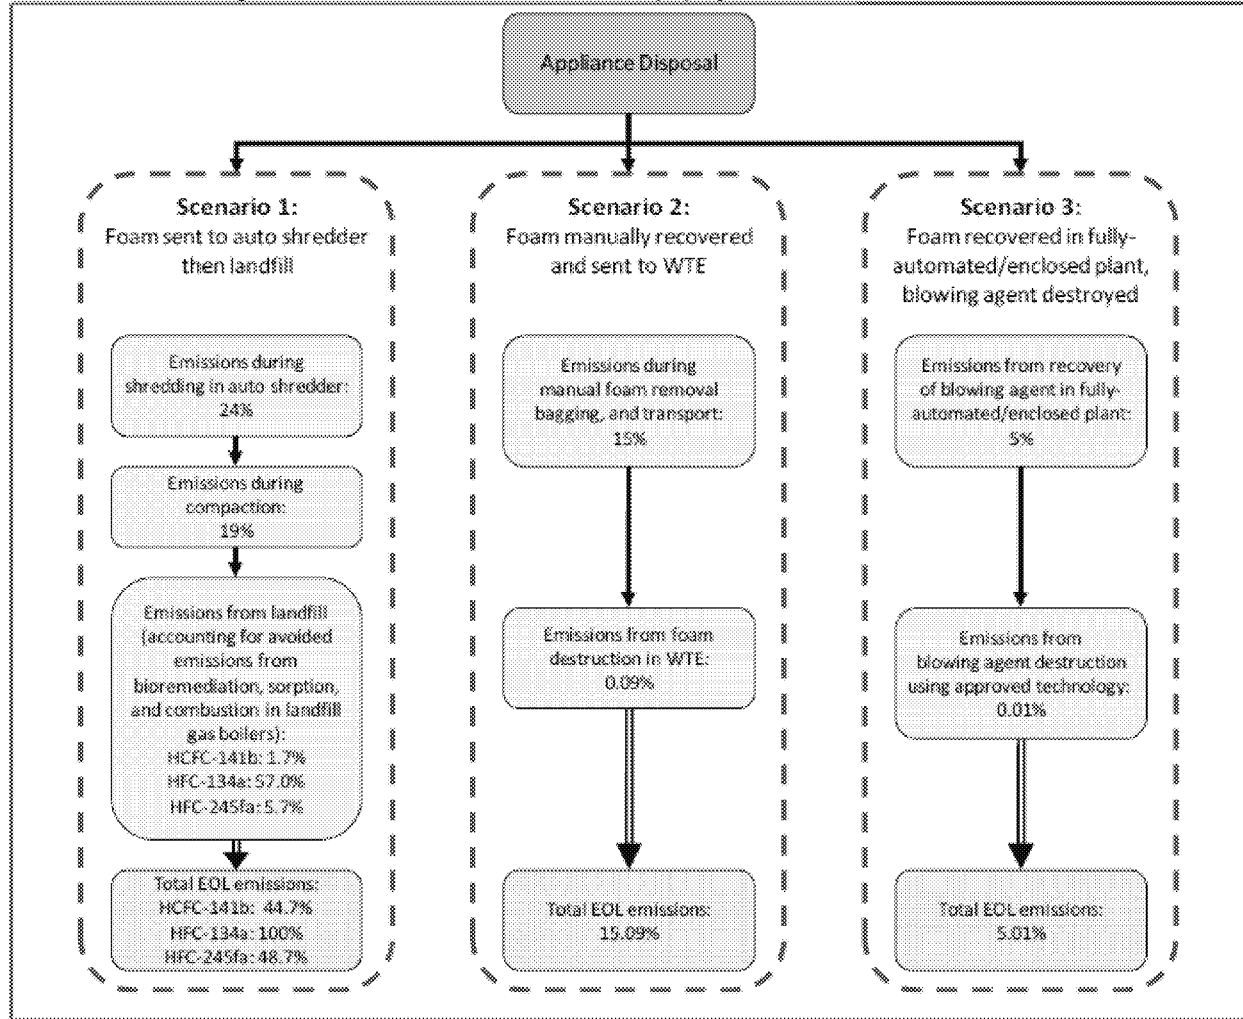 Appliance Disposal
Scenario 1:
Foam sent to auto shredder
then landfill
Emissions during
shredding in auto shredder:
24%
Emissions during
compaction:
19%
Emissions from landfill
(accounting for avoided
emissions from
bioremediation, sorption,
and combustion in landfill
gas boilers):
HCFC-141b: 1.7%
HFC-134a: 57.0%
HFC-245fa: 5.7%
Total EOL emissions:
HCFC-141b: 44.7%
HFC-134a: 100%
HFC-245fa: 48.7%
Scenario 2:
Foam manually recovered
and sent to WTE
Emissions during
manual foam removal
bagging, and transport:
15%
Emissions from foam
destruction in WTE:
0.09%
Total EOL emissions:
15.09%
Scenario 3:
Foam recovered in fully-
automated/enclosed plant,
blowing agent destroyed
Emissions from recovery
of blowing agent in fully-
automated/enclosed plant:
5%
Emissions from
blowing agent destruction
using approved technology:
0.01%
Total EOL emissions:
5.01%